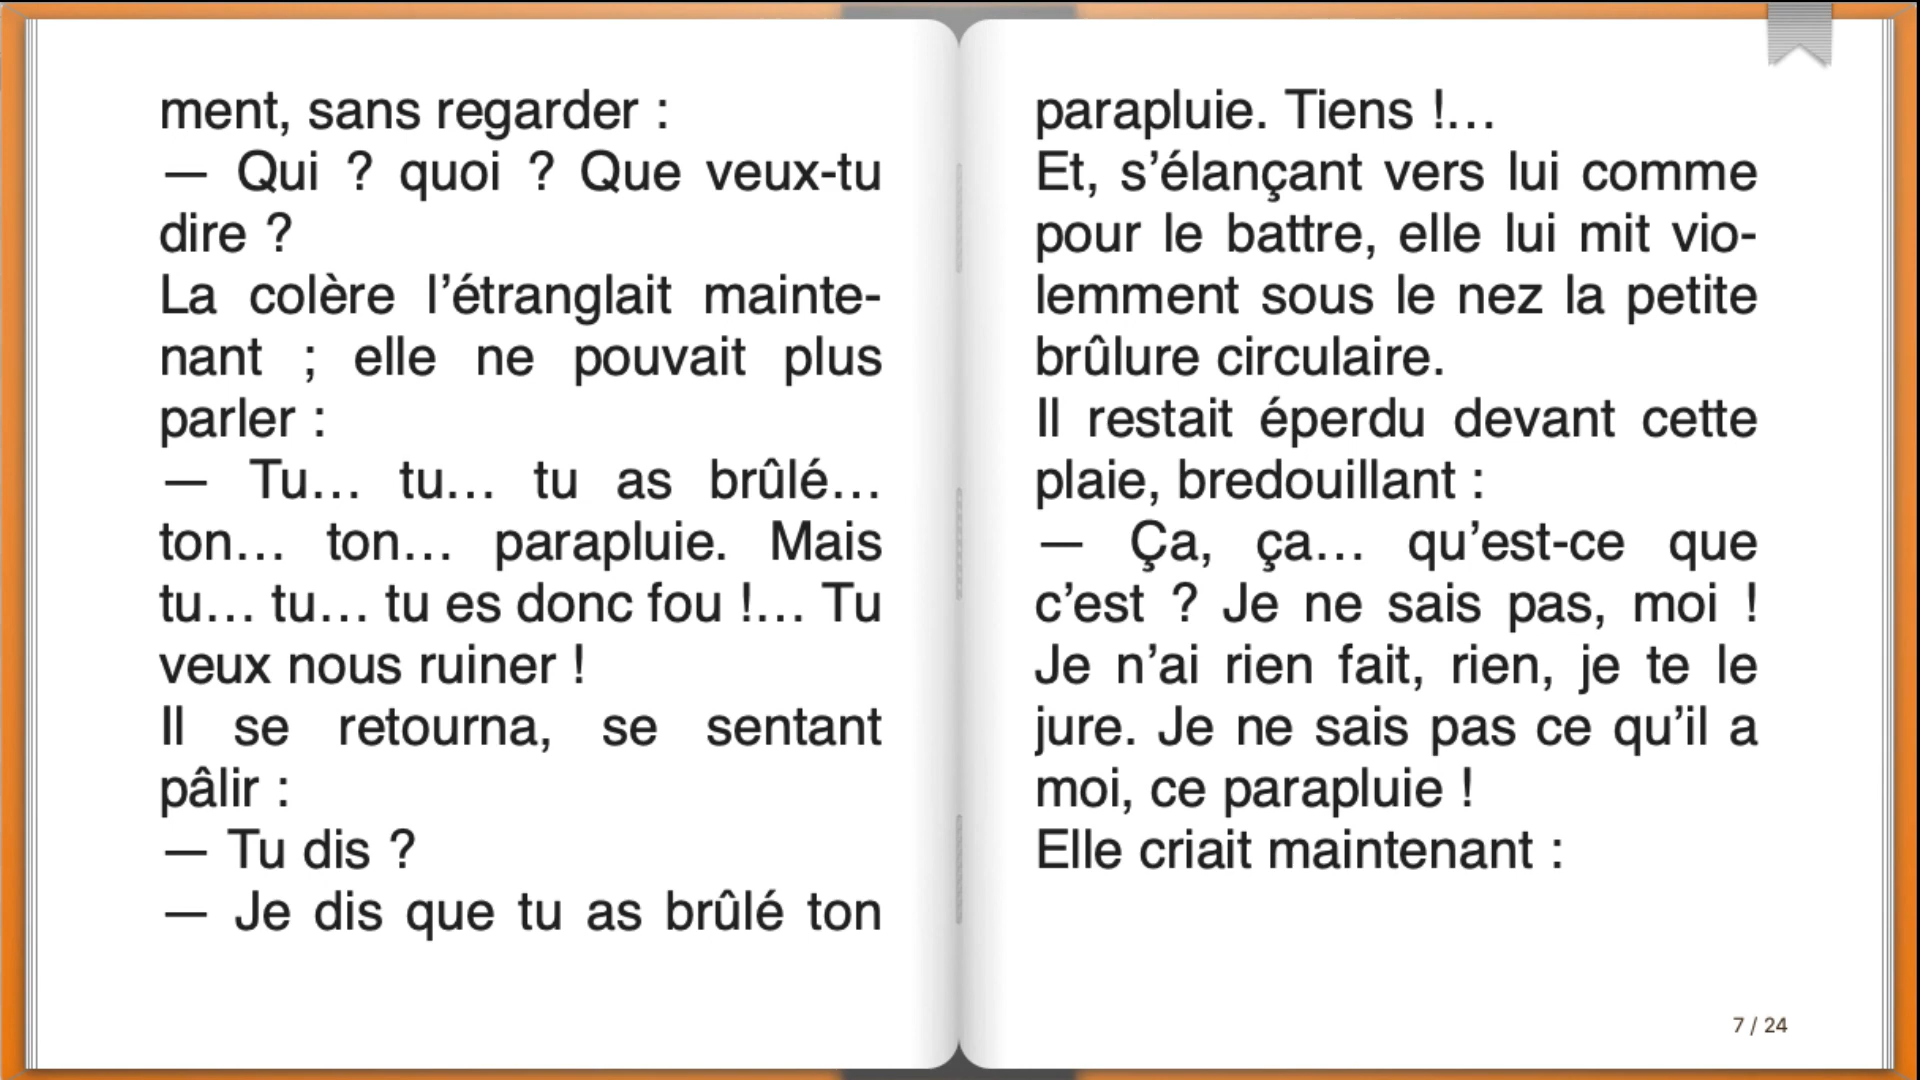 ment, sans regarder :
— Qui ? quoi ? Que veux-tu
dire ?
La colère l’étranglait mainte-
nant ; elle ne pouvait plus
parler :
— Tu… tu… tu as brûlé…
ton… ton… parapluie. Mais
tu… tu… tu es donc fou !… Tu
veux nous ruiner !
Il se retourna, se sentant
pâlir :
— Tu dis ?
— Je dis que tu as brûlé ton
parapluie. Tiens !…
Et, s’élançant vers lui comme
pour le battre, elle lui mit vio-
lemment sous le nez la petite
brûlure circulaire.
Il restait éperdu devant cette
plaie, bredouillant :
— Ça, ça… qu’est-ce que
c’est ? Je ne sais pas, moi !
Je n’ai rien fait, rien, je te le
jure. Je ne sais pas ce qu’il a
moi, ce parapluie !
Elle criait maintenant :
7 / 24